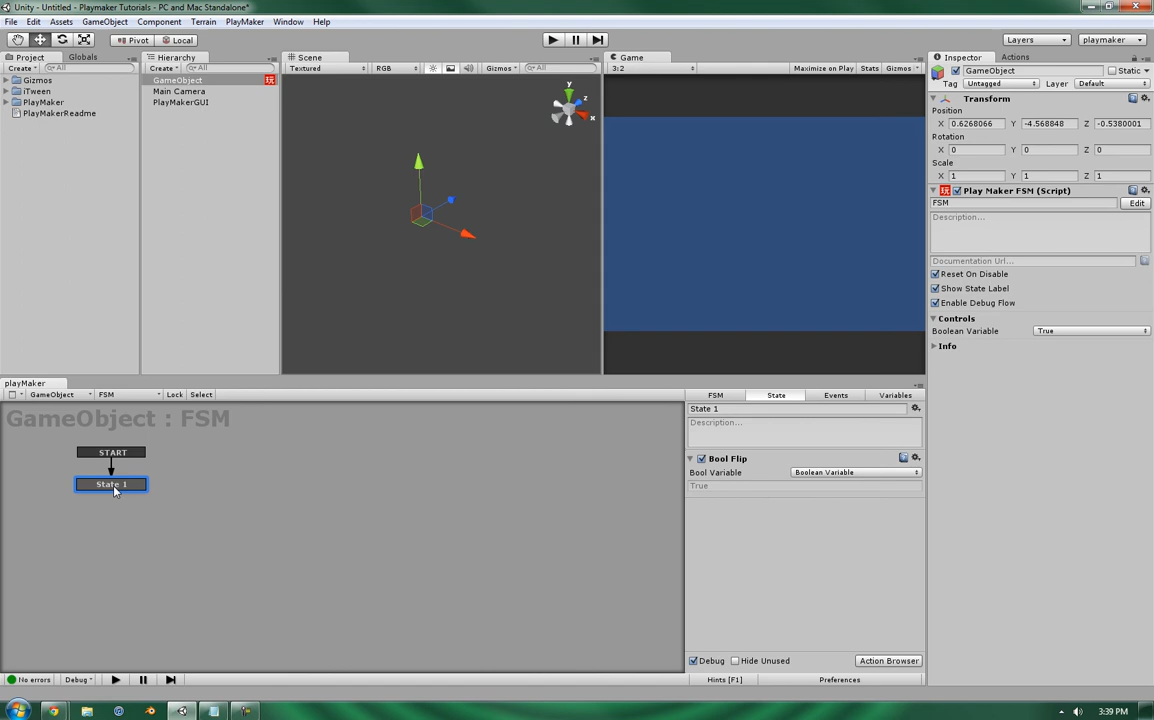 Unity - Untitled - Playmaker Tutorials - PC and Mac Standalone*
File Edit Assets GameObject Component Terrain PlayMaker Window Help
Pivot Local Layers playmaker
Project Globals
Create All
Gizmos
iTween
PlayMaker
PlayMakerReadme
Hierarchy
Create All
GameObject 玩
Main Camera
PlayMakerGUI
Scene
Textured RGB Gizmos All
y
z
x
Game
3:2 Maximize on Play Stats Gizmos
Inspector Actions
GameObject Static
Tag Untagged Layer Default
Transform
Position
X 0.6268066 Y -4.568848 Z -0.5380001
Rotation
X 0 Y 0 Z 0
Scale
X 1 Y 1 Z 1
玩 Play Maker FSM (Script)
FSM Edit
Description...
Documentation Url...
Reset On Disable
Show State Label
Enable Debug Flow
Controls
Boolean Variable True
Info
playMaker
GameObject FSM Lock Select
GameObject : FSM
START
State 1
FSM State Events Variables
State 1
Description...
Bool Flip
Bool Variable Boolean Variable
True
Debug Hide Unused Action Browser
No errors Debug Hints [F1] Preferences
3:39 PM